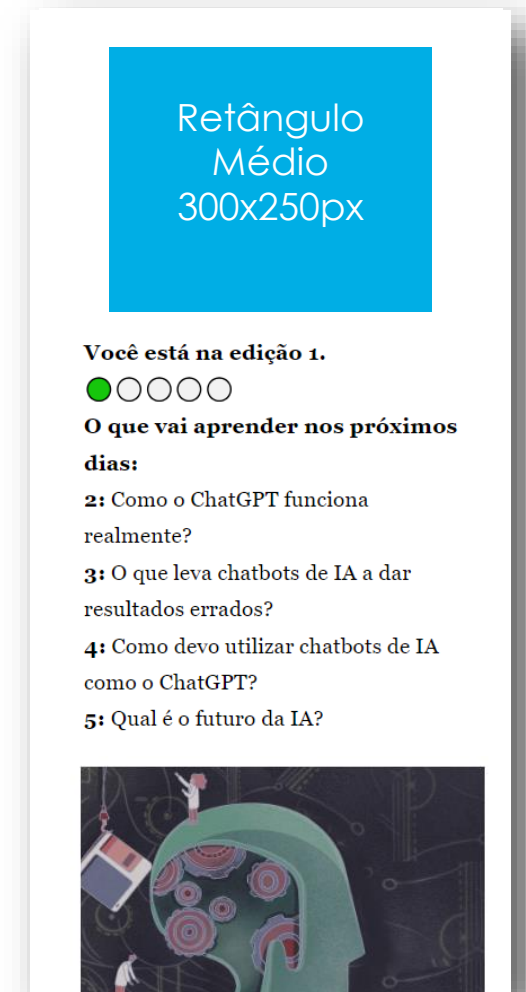 Retângulo
Médio
300x250px
Você está na edição 1.
O que vai aprender nos próximos
dias:
2: Como o ChatGPT funciona
realmente?
3: O que leva chatbots de IA a dar
resultados errados?
4: Como devo utilizar chatbots de IA
como o ChatGPT?
5: Qual é o futuro da IA?